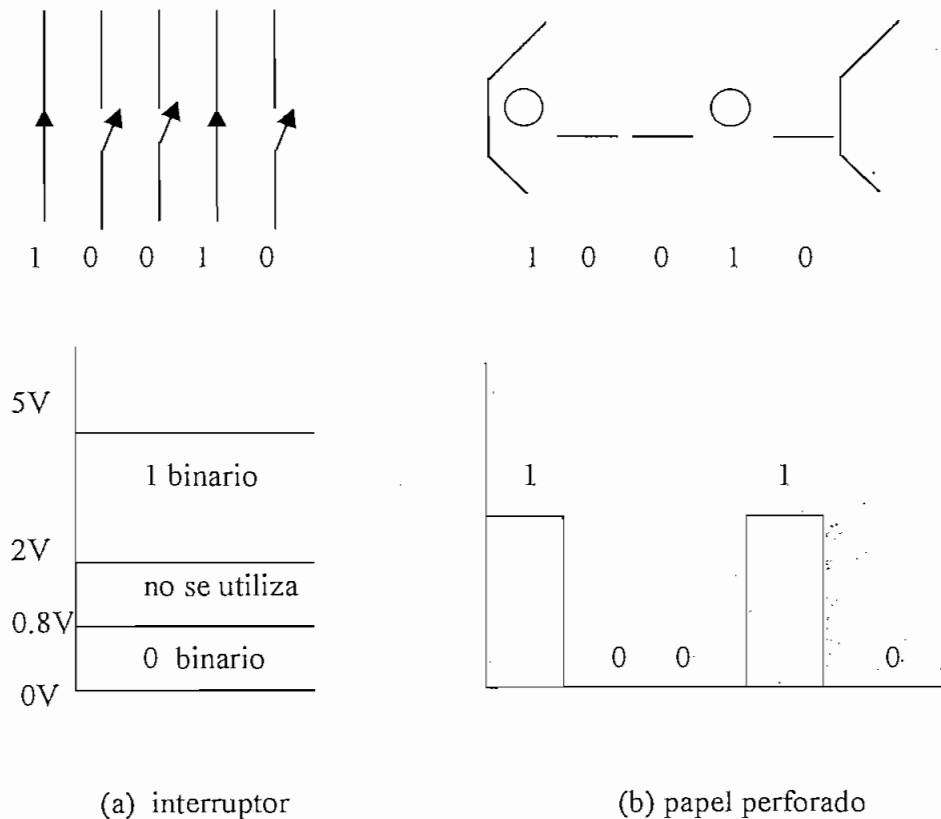 1 0 0 1 0
1 0 0 1 0
5V
1 binario
2V
no se utiliza
0.8V
0 binario
0V
1 1
0 0 0
(a) interruptor
(b) papel perforado